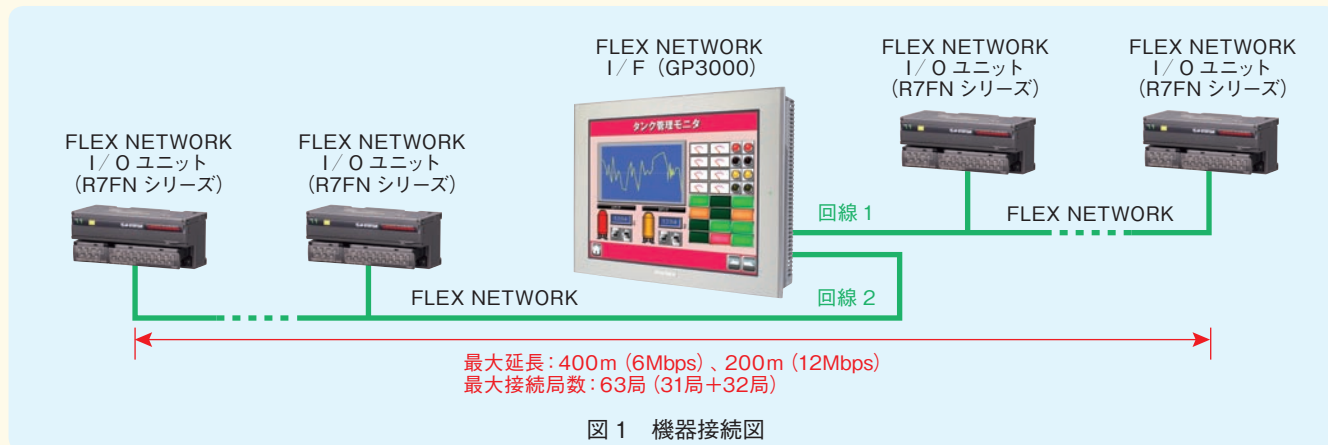 FLEX NETWORK
I/F(GP3000)
FLEX NETWORK
I/O ユニット
(R7FN シリーズ)
FLEX NETWORK
I/O ユニット
(R7FN シリーズ)
FLEX NETWORK
I/O ユニット
(R7FN シリーズ)
FLEX NETWORK
I/O ユニット
(R7FN シリーズ)
タンク管理モニタ
回線 1
FLEX NETWORK
回線 2
FLEX NETWORK
最大延長:400m(6Mbps)、200m(12Mbps)
最大接続局数:63局(31局+32局)
図 1 機器接続図